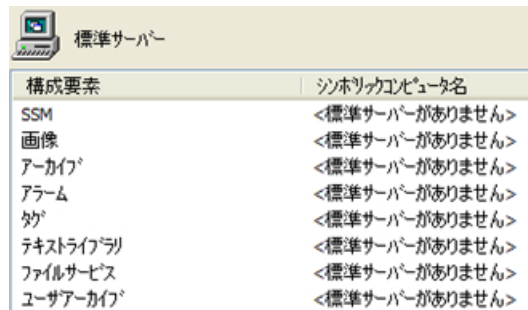 標準サーバー
構成要素 シンボリックコンピュータ名
SSM <標準サーバーがありません>
画像 <標準サーバーがありません>
アーカイブ <標準サーバーがありません>
アラーム <標準サーバーがありません>
タグ <標準サーバーがありません>
テキストライブラリ <標準サーバーがありません>
ファイルサービス <標準サーバーがありません>
ユーザアーカイブ <標準サーバーがありません>